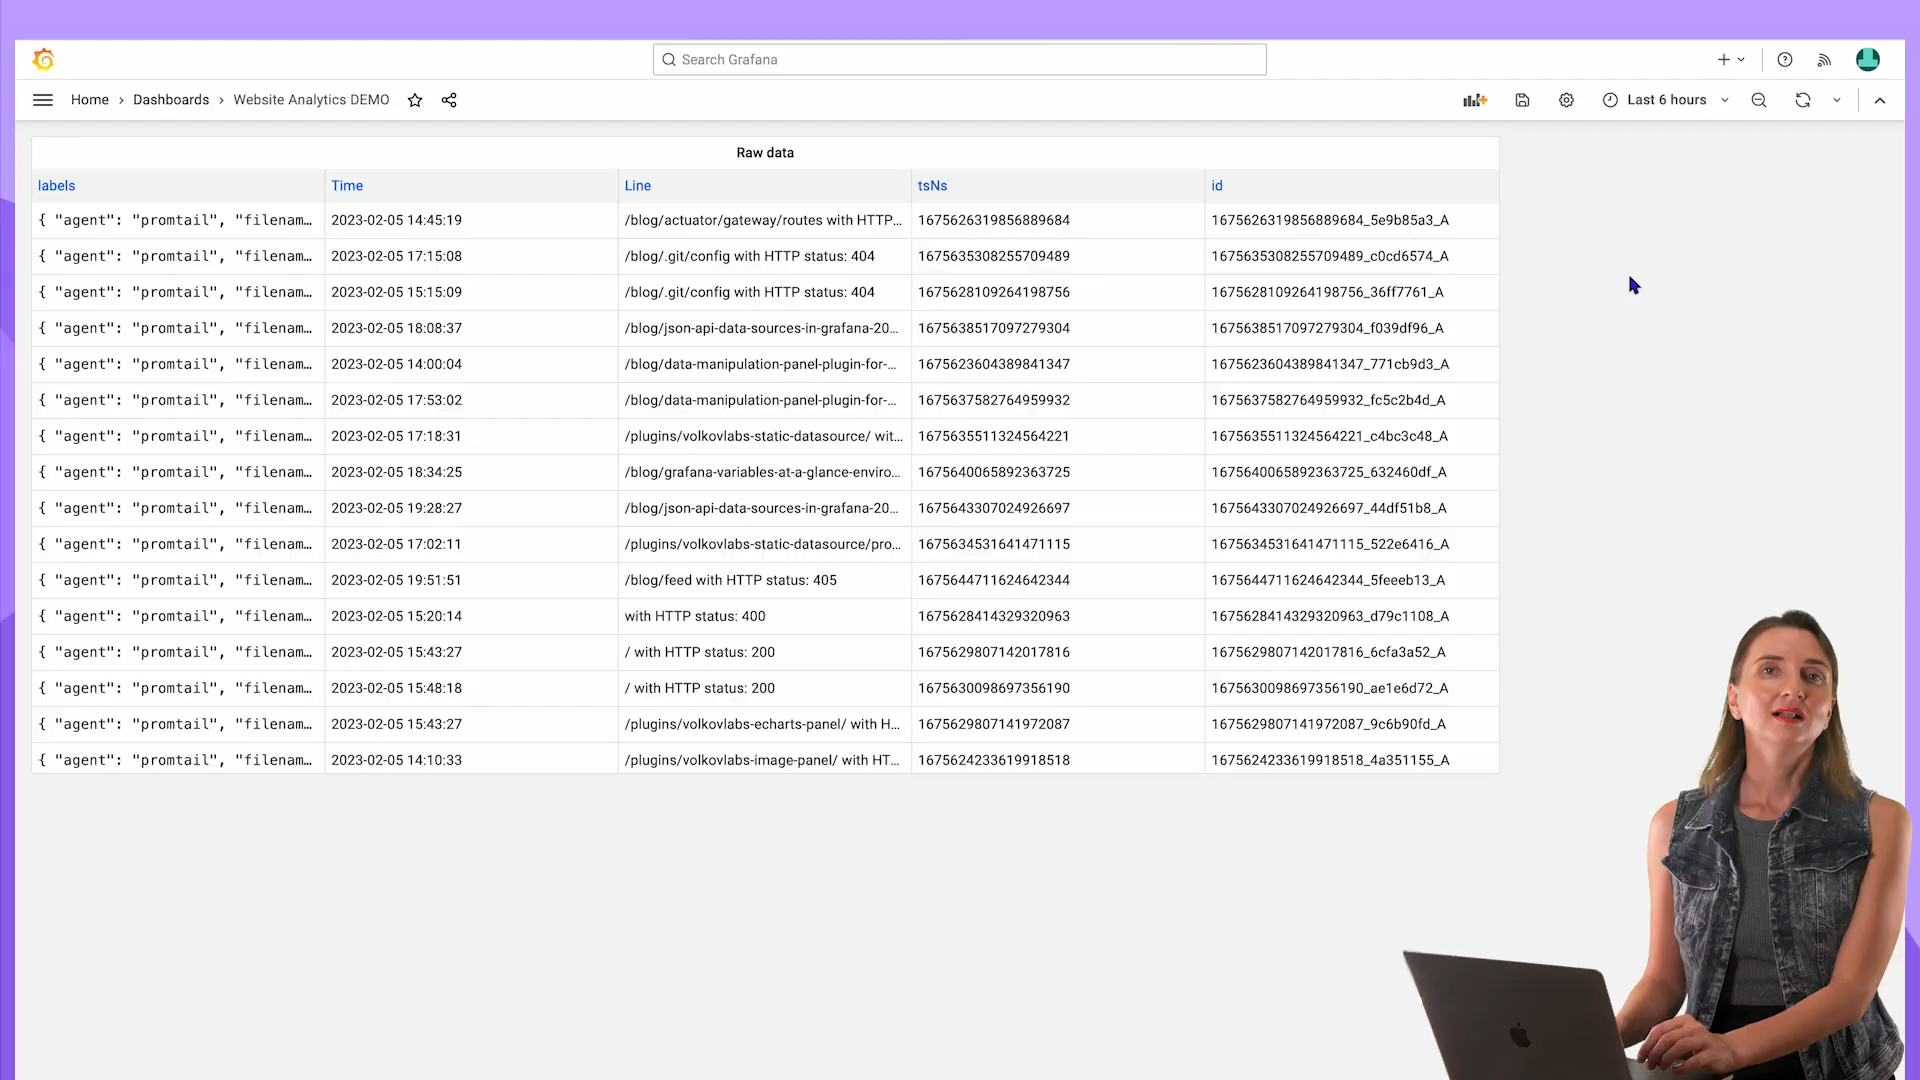 Search Grafana
Home › Dashboards › Website Analytics DEMO
Last 6 hours
Raw data
labels Time Line tsNs id
{ "agent": "promtail", "filenam... 2023-02-05 14:45:19 /blog/actuator/gateway/routes with HTTP... 1675626319856889684 1675626319856889684_5e9b85a3_A
{ "agent": "promtail", "filenam... 2023-02-05 17:15:08 /blog/.git/config with HTTP status: 404 1675635308255709489 1675635308255709489_c0cd6574_A
{ "agent": "promtail", "filenam... 2023-02-05 15:15:09 /blog/.git/config with HTTP status: 404 1675628109264198756 1675628109264198756_36ff7761_A
{ "agent": "promtail", "filenam... 2023-02-05 18:08:37 /blog/json-api-data-sources-in-grafana-20... 1675638517097279304 1675638517097279304_f039df96_A
{ "agent": "promtail", "filenam... 2023-02-05 14:00:04 /blog/data-manipulation-panel-plugin-for-... 1675623604389841347 1675623604389841347_771cb9d3_A
{ "agent": "promtail", "filenam... 2023-02-05 17:53:02 /blog/data-manipulation-panel-plugin-for-... 1675637582764959932 1675637582764959932_fc5c2b4d_A
{ "agent": "promtail", "filenam... 2023-02-05 17:18:31 /plugins/volkovlabs-static-datasource/ wit... 1675635511324564221 1675635511324564221_c4bc3c48_A
{ "agent": "promtail", "filenam... 2023-02-05 18:34:25 /blog/grafana-variables-at-a-glance-enviro... 1675640065892363725 1675640065892363725_632460df_A
{ "agent": "promtail", "filenam... 2023-02-05 19:28:27 /blog/json-api-data-sources-in-grafana-20... 1675643307024926697 1675643307024926697_44df51b8_A
{ "agent": "promtail", "filenam... 2023-02-05 17:02:11 /plugins/volkovlabs-static-datasource/pro... 1675634531641471115 1675634531641471115_522e6416_A
{ "agent": "promtail", "filenam... 2023-02-05 19:51:51 /blog/feed with HTTP status: 405 1675644711624642344 1675644711624642344_5feeeb13_A
{ "agent": "promtail", "filenam... 2023-02-05 15:20:14 with HTTP status: 400 1675628414329320963 1675628414329320963_d79c1108_A
{ "agent": "promtail", "filenam... 2023-02-05 15:43:27 / with HTTP status: 200 1675629807142017816 1675629807142017816_6cfa3a52_A
{ "agent": "promtail", "filenam... 2023-02-05 15:48:18 / with HTTP status: 200 1675630098697356190 1675630098697356190_ae1e6d72_A
{ "agent": "promtail", "filenam... 2023-02-05 15:43:27 /plugins/volkovlabs-echarts-panel/ with H... 1675629807141972087 1675629807141972087_9c6b90fd_A
{ "agent": "promtail", "filenam... 2023-02-05 14:10:33 /plugins/volkovlabs-image-panel/ with HT... 1675624233619918518 1675624233619918518_4a351155_A